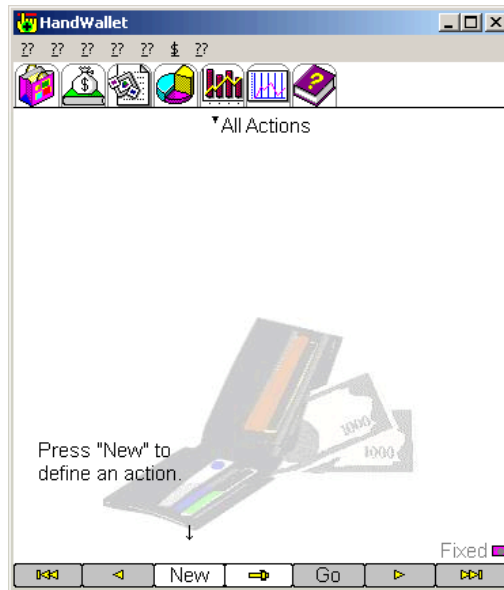 HandWallet
?? ?? ?? ?? ?? $ ??
$ ?
All Actions
1000
1000
Press "New" to
define an action.
Fixed
New Go